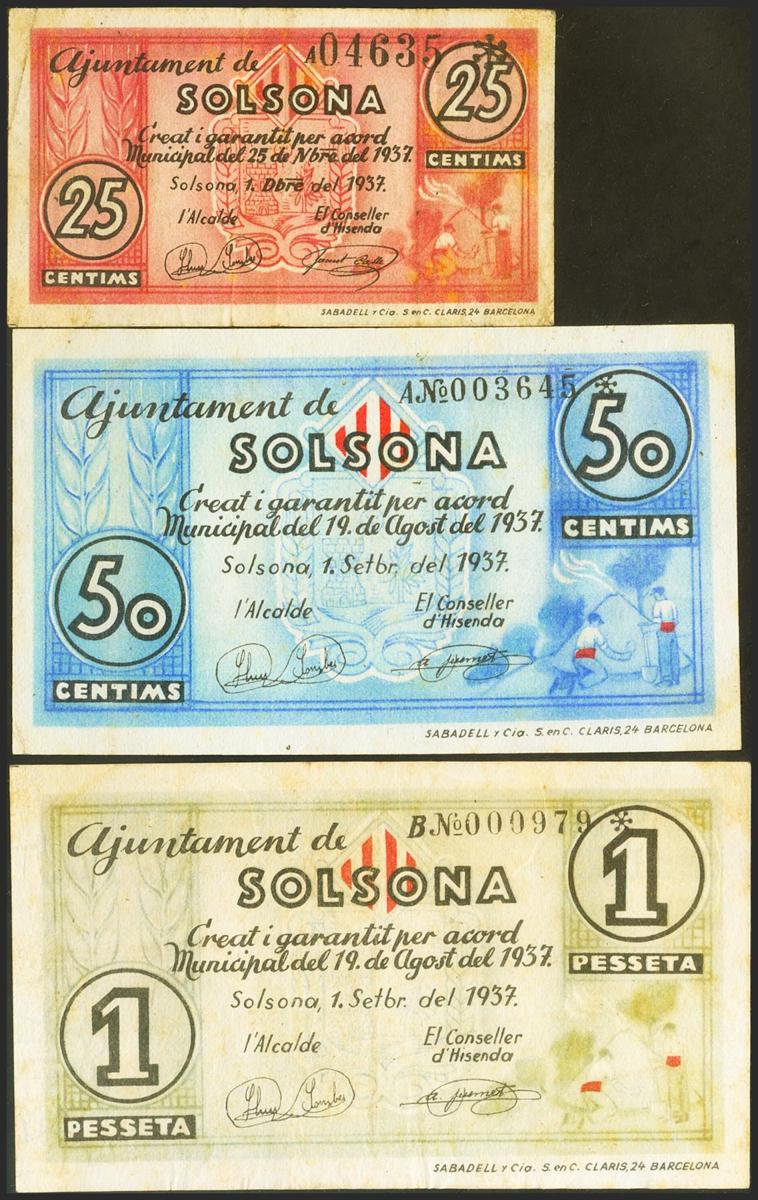 Ajuntament de A04635
SOLSONA
25
CENTIMS
Creat i garantit per acord
Municipal del 25 de Nbre del 1937.
Solsona, 1. Dbre del 1937.
l'Alcalde El Conseller
d'Hisenda
25
CENTIMS
SABADELL y Cia. S. en C. CLARIS, 24 BARCELONA
Ajuntament de A.No003645
SOLSONA
50
CENTIMS
Creat i garantit per acord
Municipal del 19. de Agost del 1937.
Solsona, 1. Setbr. del 1937.
l'Alcalde El Conseller
d'Hisenda
50
CENTIMS
SABADELL y Cia. S. en C. CLARIS, 24 BARCELONA
Ajuntament de B.No000979
SOLSONA
1
PESSETA
Creat i garantit per acord
Municipal del 19. de Agost del 1937.
Solsona, 1. Setbr. del 1937.
l'Alcalde El Conseller
d'Hisenda
1
PESSETA
SABADELL y Cia. S. en C. CLARIS, 24 BARCELONA